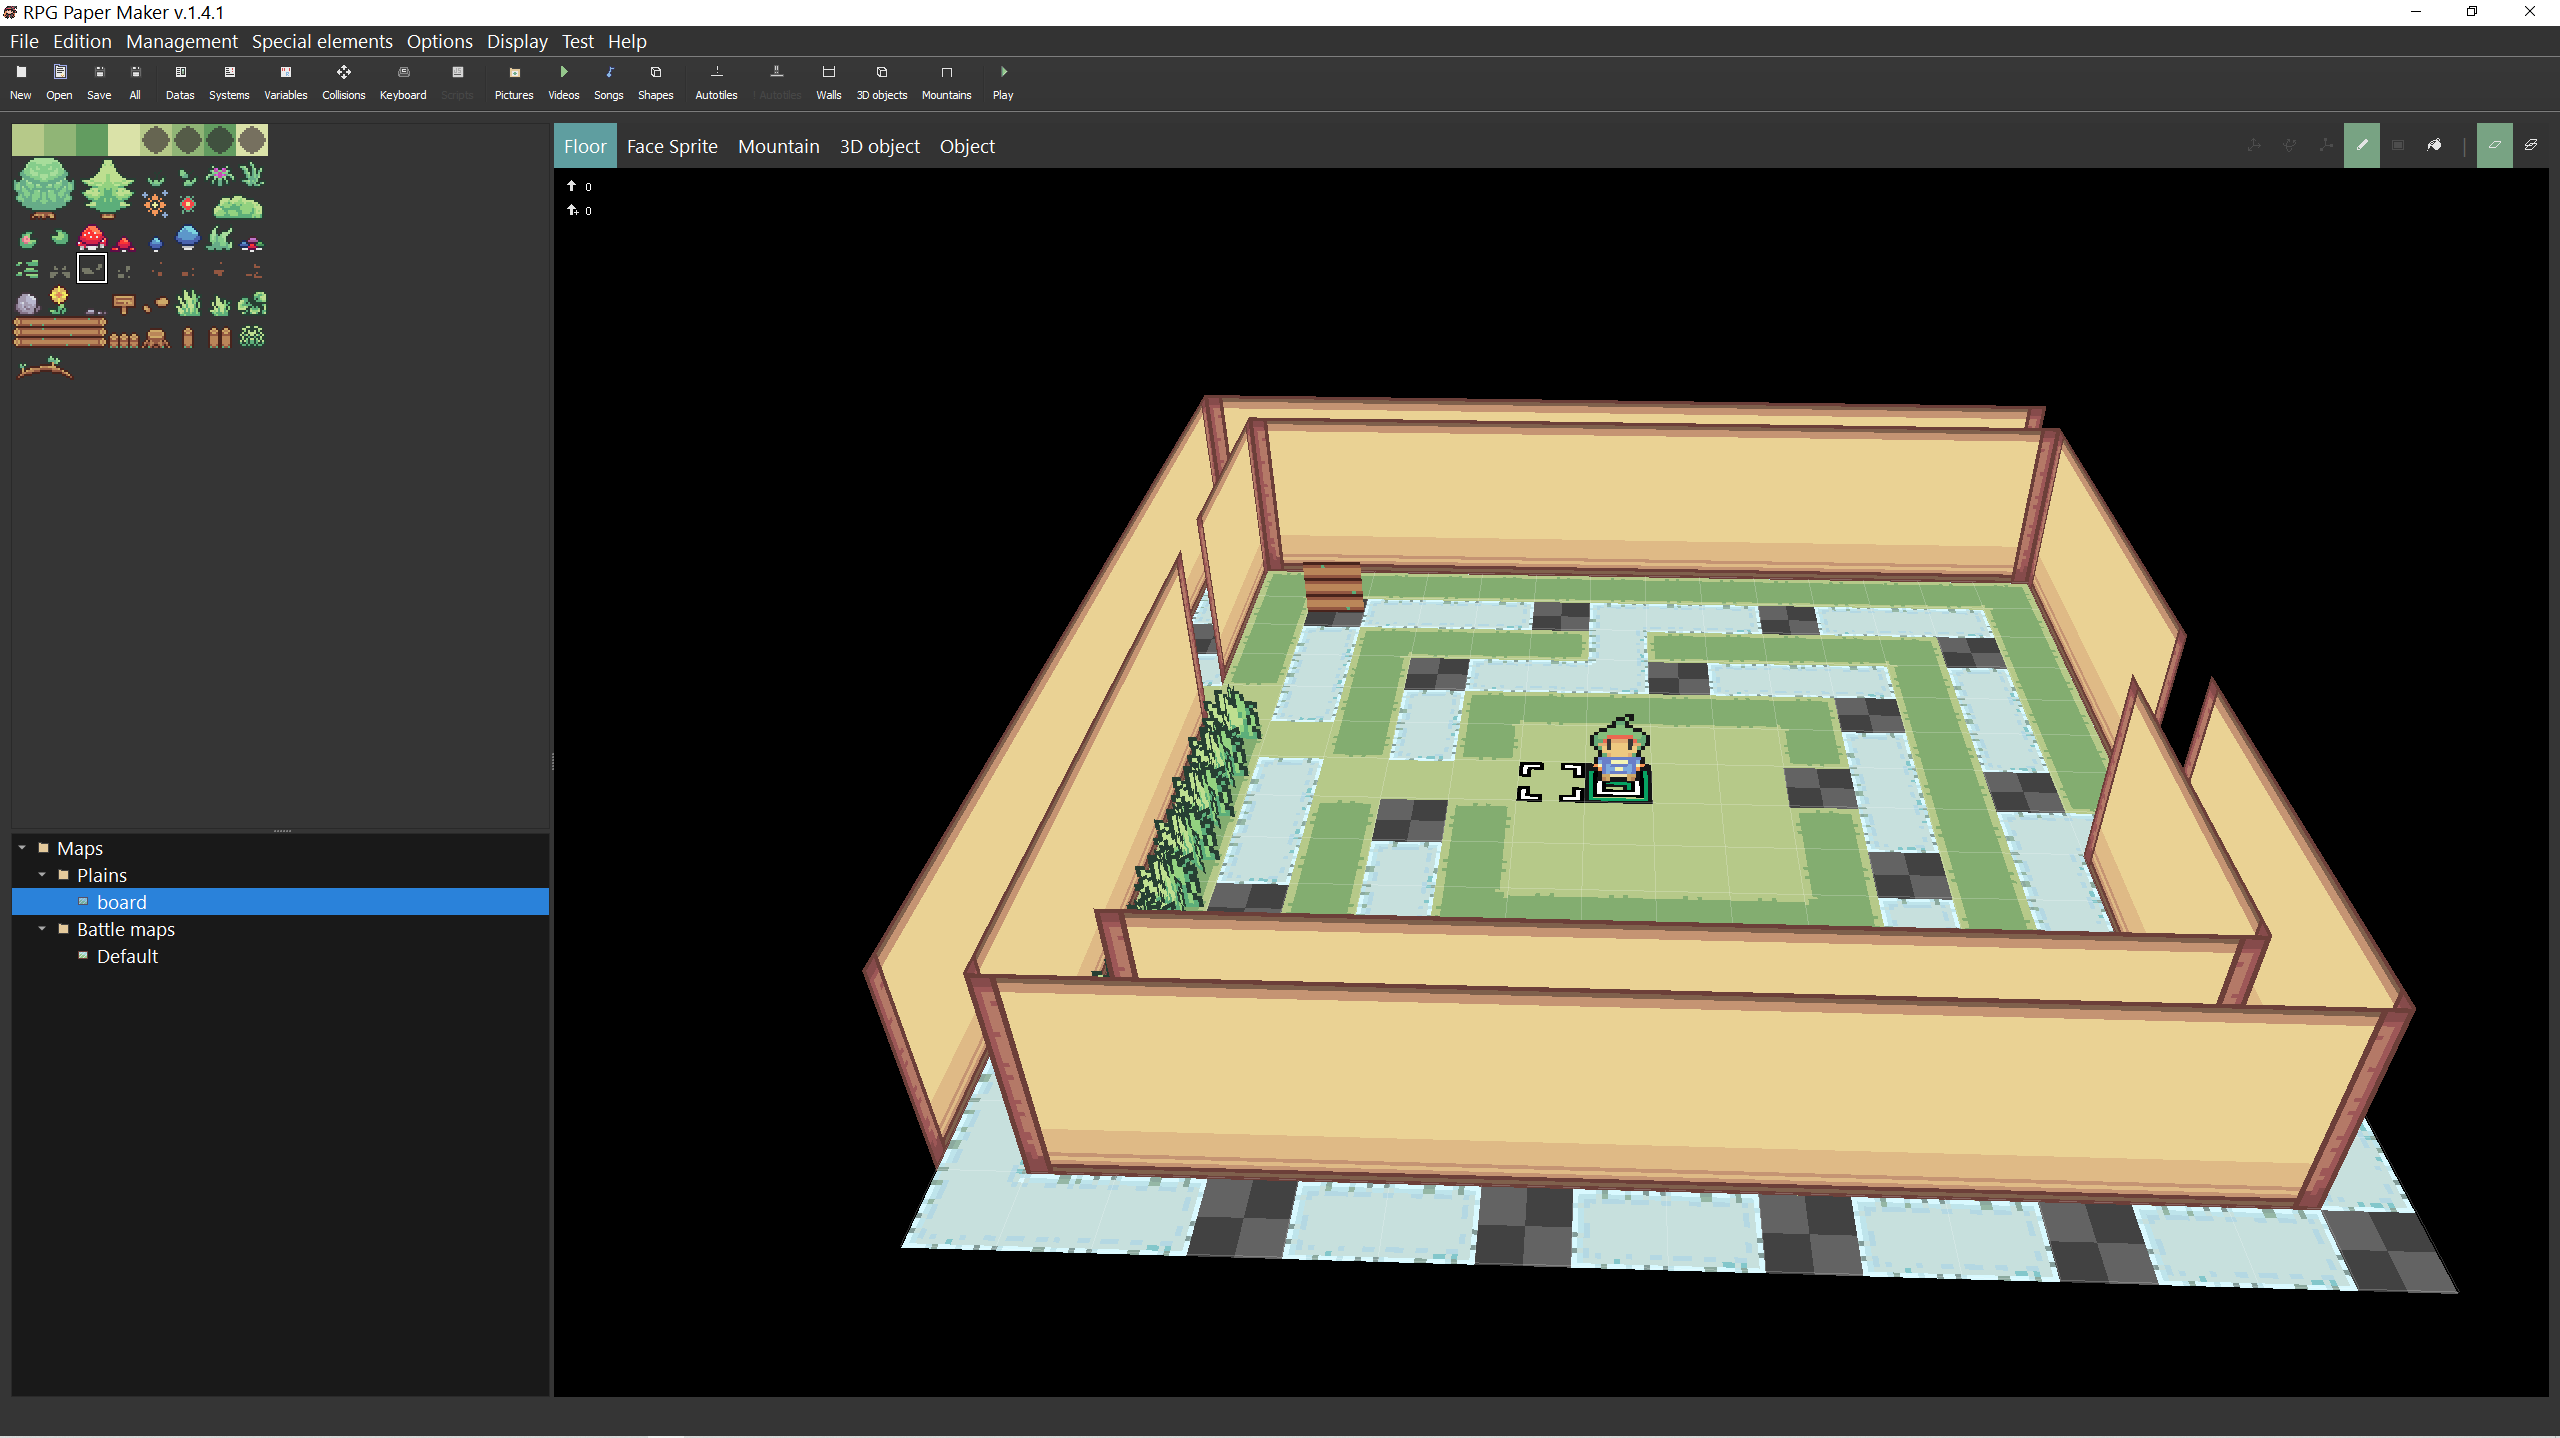 RPG Paper Maker v.1.4.1
File Edition Management Special elements Options Display Test Help
New Open Save All Datas Systems Variables Collisions Keyboard Scripts Pictures Videos Songs Shapes Autotiles Autotiles Walls 3D objects Mountains Play
Floor Face Sprite Mountain 3D object Object
0
0
Maps
Plains
board
Battle maps
Default